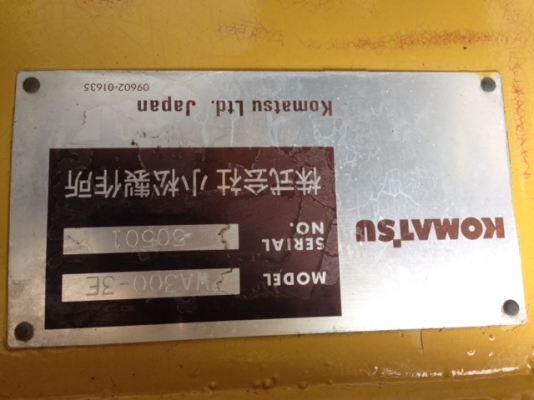 KOMATSU
MODEL WA300-3E
SERIAL NO. 50501
株式会社 小松製作所
Komatsu Ltd. Japan
09602-01635